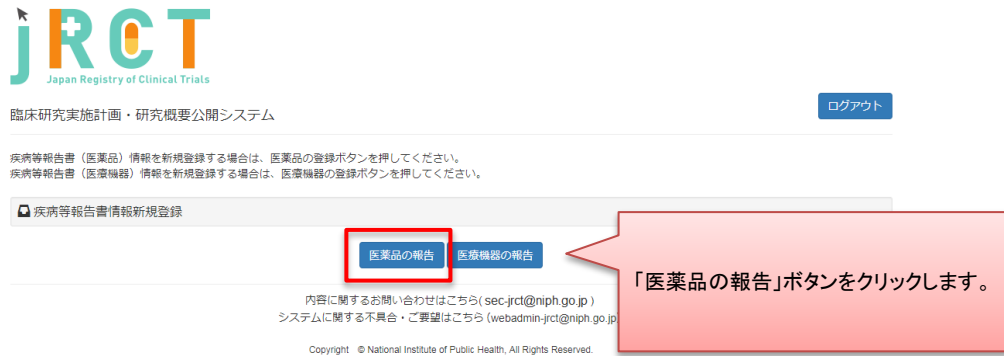 jRCT
Japan Registry of Clinical Trials
臨床研究実施計画・研究概要公開システム
ログアウト
疾病等報告書（医薬品）情報を新規登録する場合は、医薬品の登録ボタンを押してください。
疾病等報告書（医療機器）情報を新規登録する場合は、医療機器の登録ボタンを押してください。
疾病等報告書情報新規登録
医薬品の報告 医療機器の報告
「医薬品の報告」ボタンをクリックします。
内容に関するお問い合わせはこちら( sec-jrct@niph.go.jp )
システムに関する不具合・ご要望はこちら (webadmin-jrct@niph.go.jp
Copyright © National Institute of Public Health, All Rights Reserved.